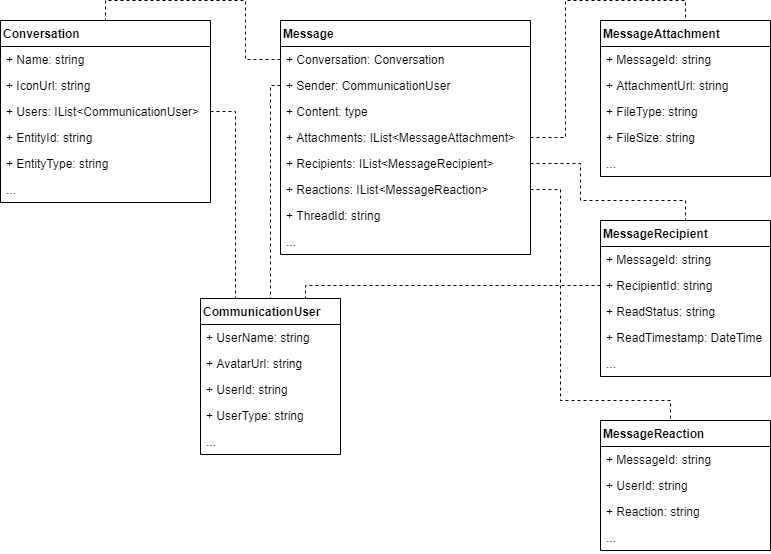 Conversation
+ Name: string
+ IconUrl: string
+ Users: IList<CommunicationUser>
+ EntityId: string
+ EntityType: string
...
Message
+ Conversation: Conversation
+ Sender: CommunicationUser
+ Content: type
+ Attachments: IList<MessageAttachment>
+ Recipients: IList<MessageRecipient>
+ Reactions: IList<MessageReaction>
+ ThreadId: string
...
MessageAttachment
+ MessageId: string
+ AttachmentUrl: string
+ FileType: string
+ FileSize: string
...
MessageRecipient
+ MessageId: string
+ RecipientId: string
+ ReadStatus: string
+ ReadTimestamp: DateTime
...
CommunicationUser
+ UserName: string
+ AvatarUrl: string
+ UserId: string
+ UserType: string
...
MessageReaction
+ MessageId: string
+ UserId: string
+ Reaction: string
...